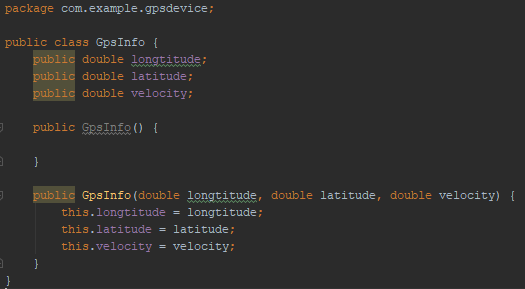 package com.example.gpsdevice;
public class GpsInfo {
public double longtitude;
public double latitude;
public double velocity;
public GpsInfo() {
}
public GpsInfo(double longtitude, double latitude, double velocity) {
this.longtitude = longtitude;
this.latitude = latitude;
this.velocity = velocity;
}
}